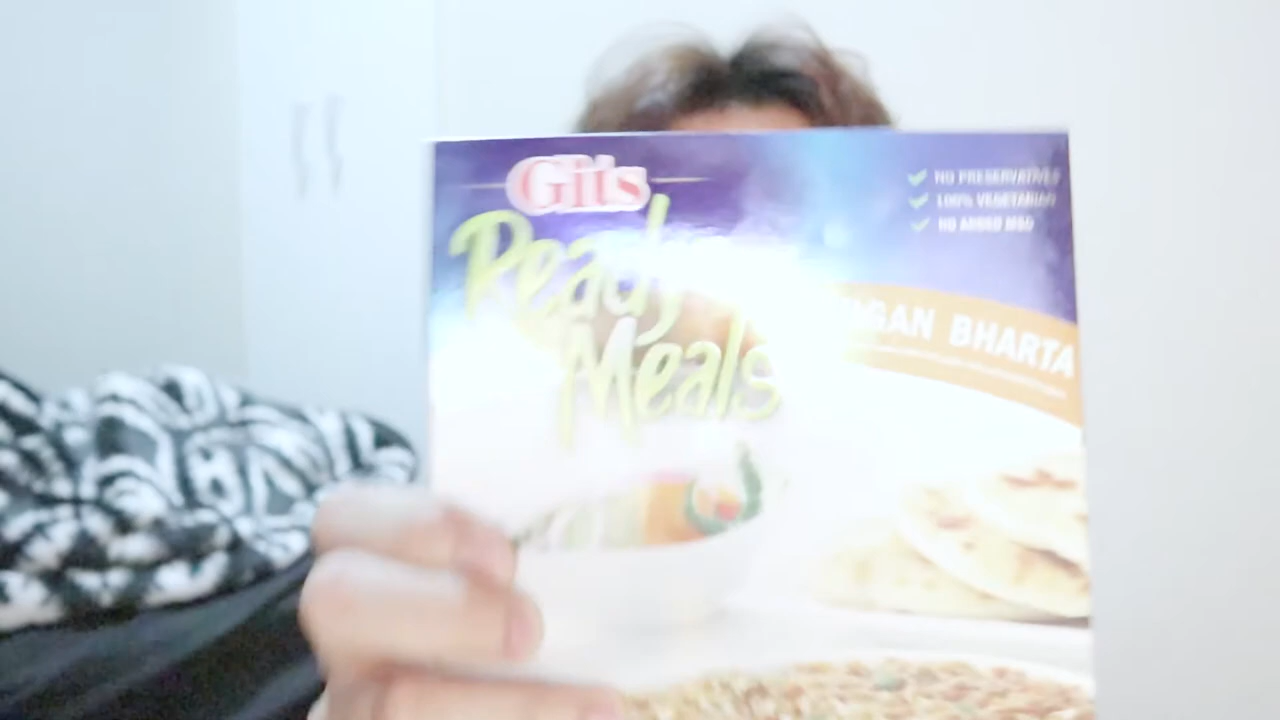 Gits
Ready
Meals
NO PRESERVATIVES
100% VEGETARIAN
NO ADDED MSG
BHARTA